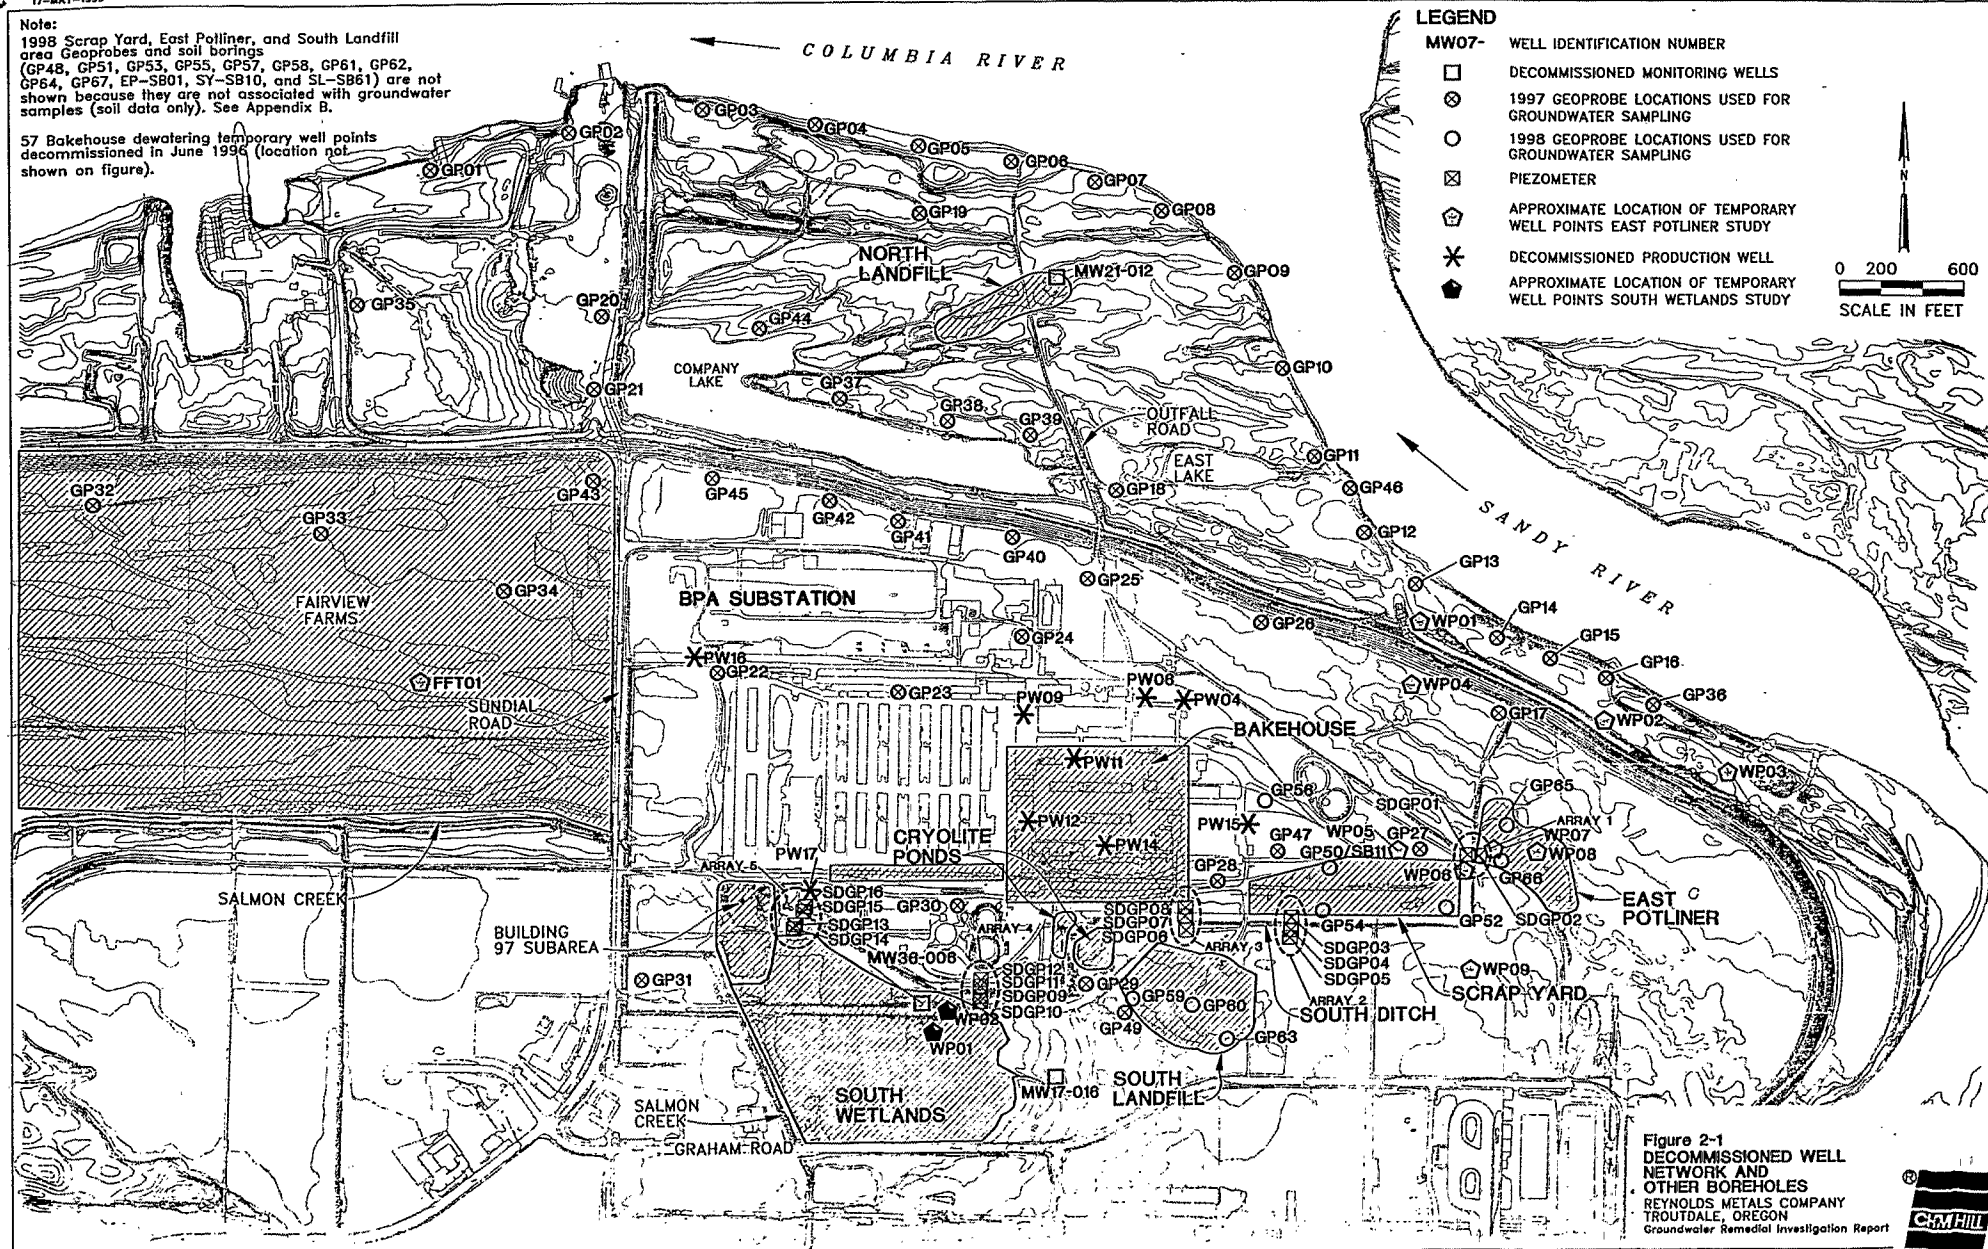 17-MAY-1999
Note:
1998 Scrap Yard, East Potliner, and South Landfill
area Geoprobes and soil borings
(GP48, GP51, GP53, GP55, GP57, GP58, GP61, GP62,
GP64, GP67, EP-SB01, SY-SB10, and SL-SB61) are not
shown because they are not associated with groundwater
samples (soil data only). See Appendix B.
57 Bakehouse dewatering temporary well points
decommissioned in June 1996 (location not
shown on figure).
COLUMBIA RIVER
LEGEND
MW07- WELL IDENTIFICATION NUMBER
DECOMMISSIONED MONITORING WELLS
1997 GEOPROBE LOCATIONS USED FOR
GROUNDWATER SAMPLING
1998 GEOPROBE LOCATIONS USED FOR
GROUNDWATER SAMPLING
PIEZOMETER
APPROXIMATE LOCATION OF TEMPORARY
WELL POINTS EAST POTLINER STUDY
DECOMMISSIONED PRODUCTION WELL
APPROXIMATE LOCATION OF TEMPORARY
WELL POINTS SOUTH WETLANDS STUDY
N
0 200 600
SCALE IN FEET
GP03
GP04
GP02
GP05
GP06
GP01
GP07
GP19
GP08
NORTH
LANDFILL
MW21-012
GP09
GP35
GP20
GP44
COMPANY
LAKE
GP10
GP37
GP21
GP38
GP39
OUTFALL
ROAD
GP11
EAST
LAKE
GP32
GP43
GP45
GP18
GP46
GP42
GP33
GP41
GP40
GP12
SANDY RIVER
GP25
GP13
GP34
BPA SUBSTATION
FAIRVIEW
FARMS
GP14
GP26
WP01
GP24
GP15
PW16
GP22
GP16
FFT01
GP23
PW06
WP04
PW09
PW04
GP36
SUNDIAL
ROAD
GP17
WP02
BAKEHOUSE
PW11
WP03
GP56
SDGP01
GP65
PW12
PW15
WP05
GP27
ARRAY 1
CRYOLITE
PONDS
GP47
WP07
PW17
PW14
GP50/SB11
WP08
ARRAY 5
GP28
WP06
GP66
SALMON CREEK
SDGP16
SDGP15
GP30
SDGP08
EAST
POTLINER
SDGP13
SDGP07
GP54
GP52
SDGP02
BUILDING
97 SUBAREA
SDGP14
ARRAY 4
SDGP06
ARRAY 3
SDGP03
MW36-006
SDGP04
SDGP12
SDGP05
WP09
GP31
SDGP11
GP29
SDGP09
GP59
GP60
ARRAY 2
SCRAP YARD
SDGP10
GP49
SOUTH DITCH
WP02
WP01
GP63
MW17-016
SOUTH
LANDFILL
SOUTH
WETLANDS
SALMON
CREEK
GRAHAM ROAD
Figure 2-1
DECOMMISSIONED WELL
NETWORK AND
OTHER BOREHOLES
REYNOLDS METALS COMPANY
TROUTDALE, OREGON
Groundwater Remedial Investigation Report
®
CH2M HILL